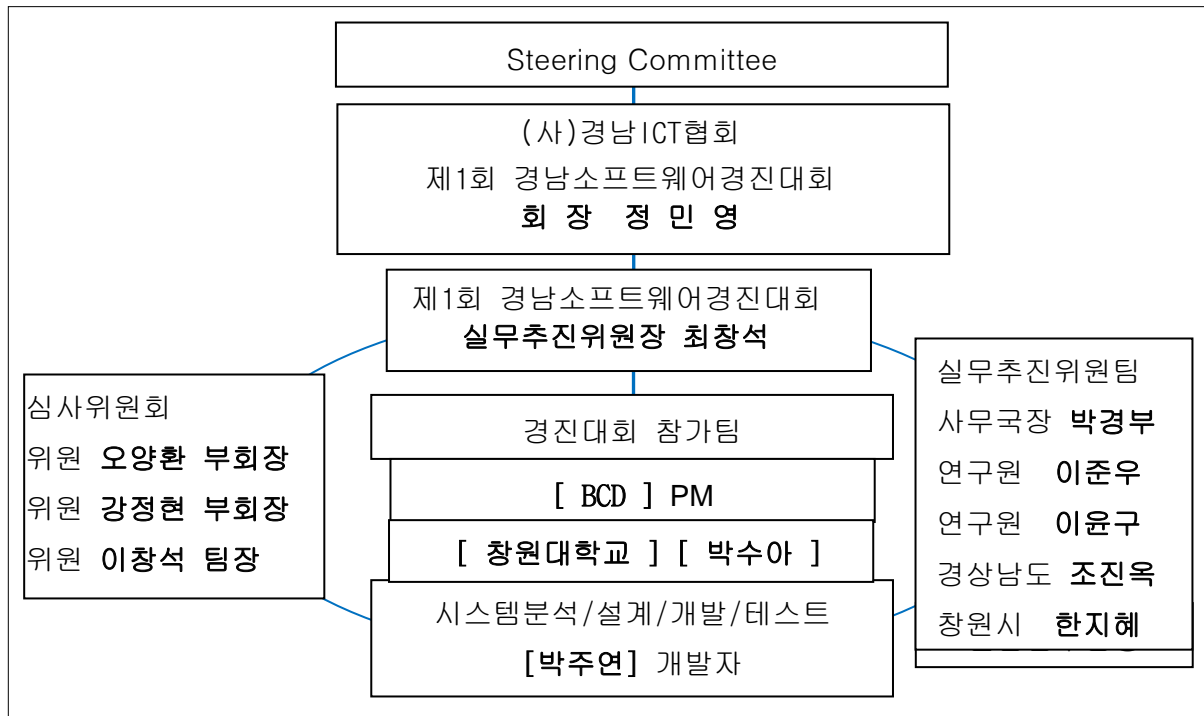 Steering Committee
(사)경남ICT협회
제1회 경남소프트웨어경진대회
회 장 정 민 영
제1회 경남소프트웨어경진대회
실무추진위원장 최창석
심사위원회
위원 오양환 부회장
위원 강정현 부회장
위원 이창석 팀장
경진대회 참가팀
[ BCD ] PM
[ 창원대학교 ] [ 박수아 ]
시스템분석/설계/개발/테스트
[박주연] 개발자
실무추진위원팀
사무국장 박경부
연구원 이준우
연구원 이윤구
경상남도 조진옥
창원시 한지혜